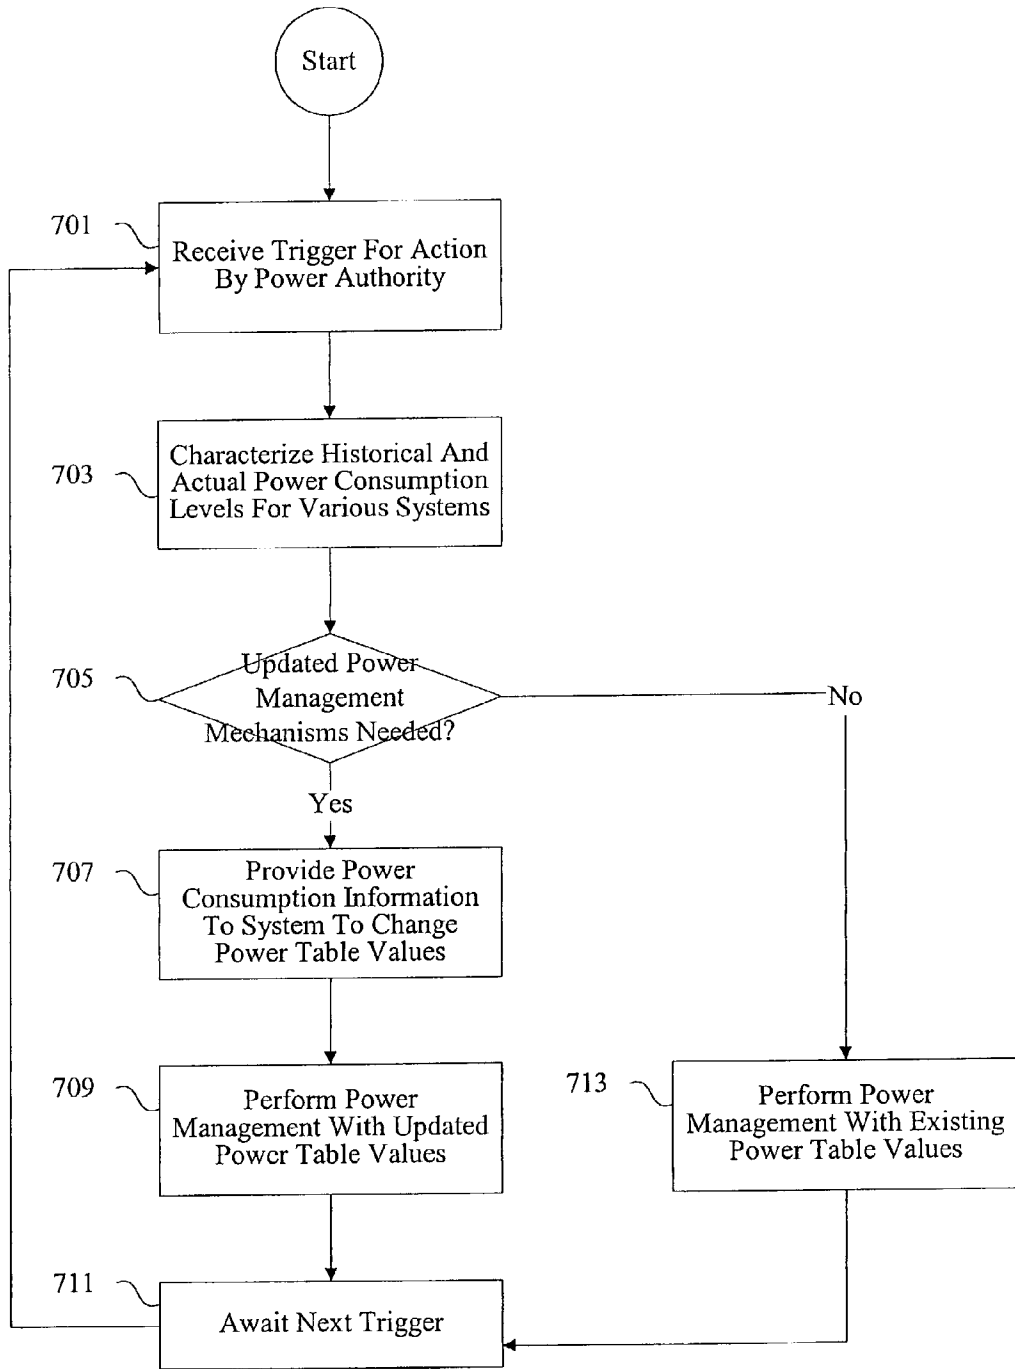 Start
701
Receive Trigger For Action
By Power Authority
703
Characterize Historical And
Actual Power Consumption
Levels For Various Systems
705
Updated Power
Management
Mechanisms Needed?
No
Yes
707
Provide Power
Consumption Information
To System To Change
Power Table Values
709
Perform Power
Management With Updated
Power Table Values
713
Perform Power
Management With Existing
Power Table Values
711
Await Next Trigger